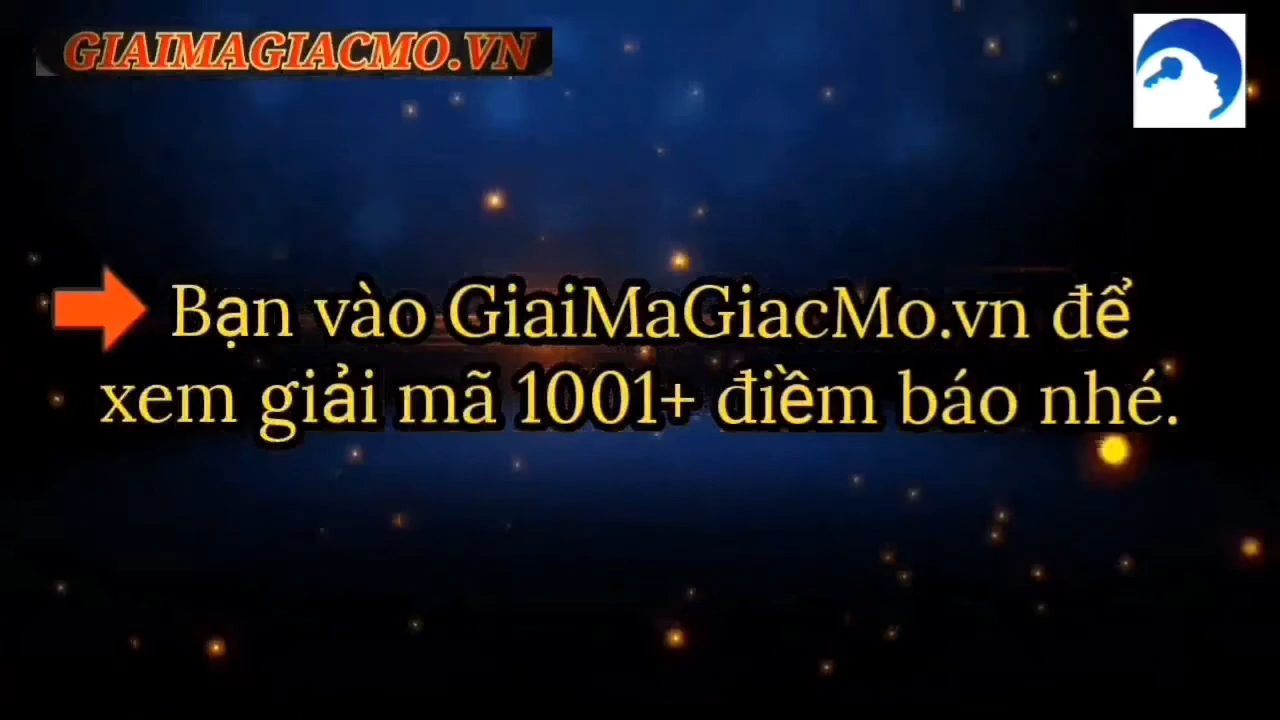 GIAIMAGIACMO.VN
Bạn vào GiaiMaGiacMo.vn để
xem giải mã 1001+ điềm báo nhé.